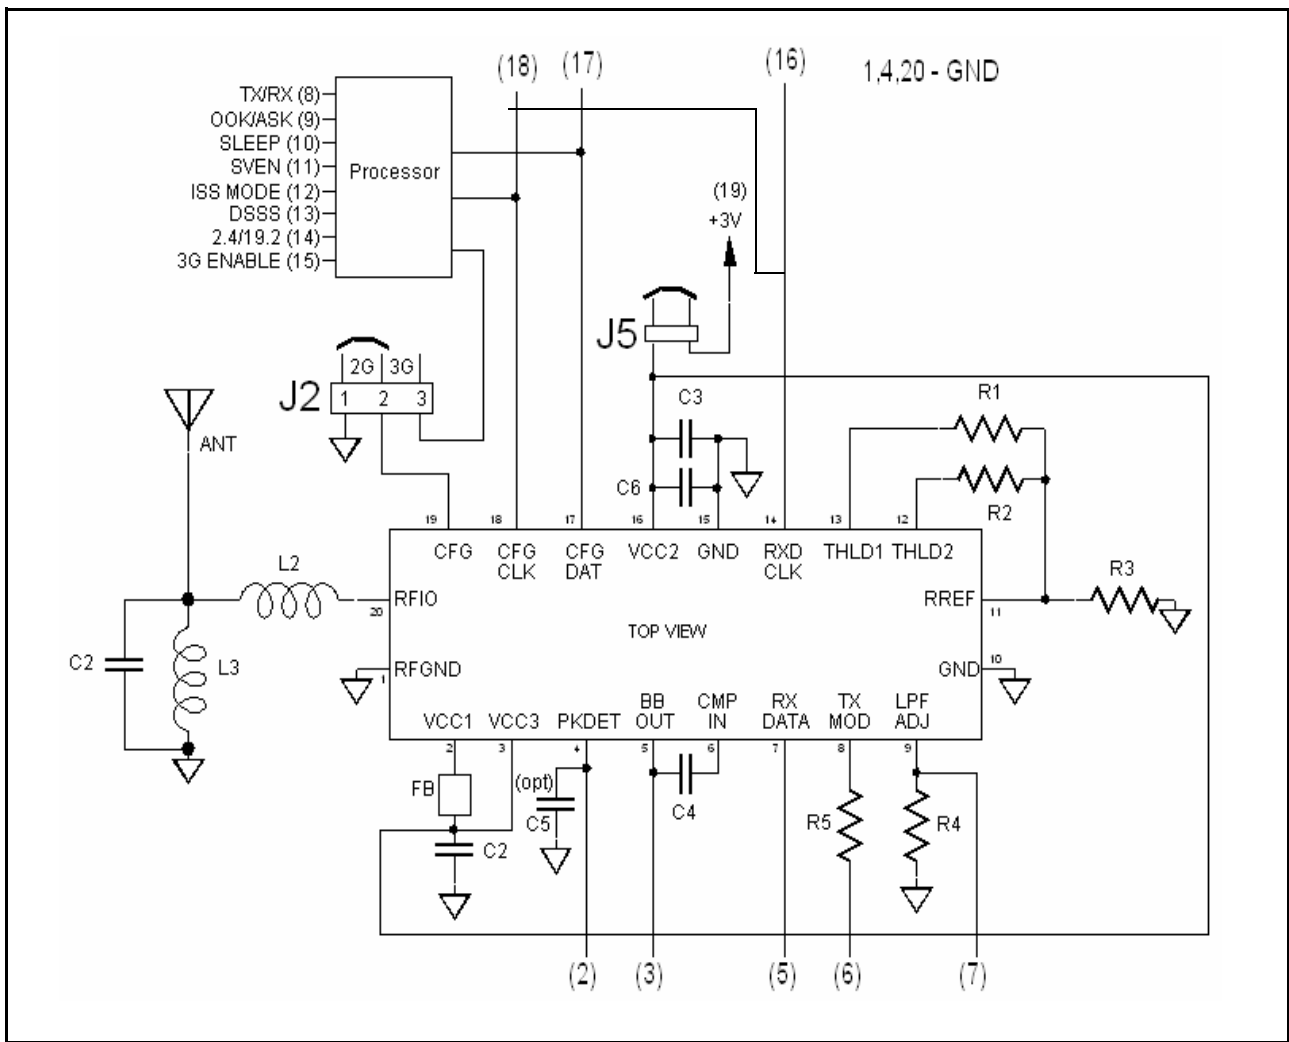 (18) (17) (16) 1,4,20 - GND
TX/RX (8)
OOK/ASK (9)
SLEEP (10)
SVEN (11)
ISS MODE (12)
DSSS (13)
2.4/19.2 (14)
3G ENABLE (15)
Processor
(19)
+3V
J5
J2
2G 3G
1 2 3
ANT
C3
C6
R1
R2
R3
19 18 17 16 15 14 13 12
CFG
CFG CLK
CFG DAT
VCC2
GND
RXD CLK
THLD1
THLD2
L2
RFIO
20
RREF
11
TOP VIEW
C2
L3
RFGND
1
GND
10
VCC1
VCC3
PKDET
BB OUT
CMP IN
RX DATA
TX MOD
LPF ADJ
2 3 4 5 6 7 8 9
FB
(opt)
C5
C4
R5
R4
C2
(2) (3) (5) (6) (7)